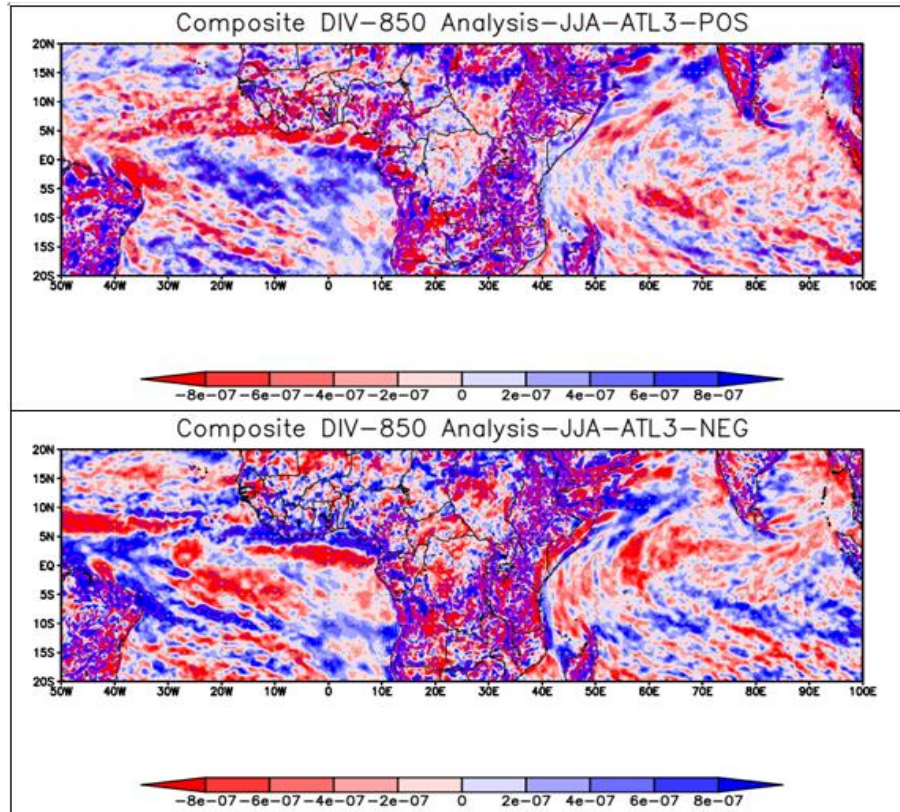 Composite DIV-850 Analysis-JJA-ATL3-POS
20N
15N
10N
5N
EQ
5S
10S
15S
20S
50W 40W 30W 20W 10W 0 10E 20E 30E 40E 50E 60E 70E 80E 90E 100E
-8e-07 -6e-07 -4e-07 -2e-07 0 2e-07 4e-07 6e-07 8e-07
Composite DIV-850 Analysis-JJA-ATL3-NEG
20N
15N
10N
5N
EQ
5S
10S
15S
20S
50W 40W 30W 20W 10W 0 10E 20E 30E 40E 50E 60E 70E 80E 90E 100E
-8e-07 -6e-07 -4e-07 -2e-07 0 2e-07 4e-07 6e-07 8e-07